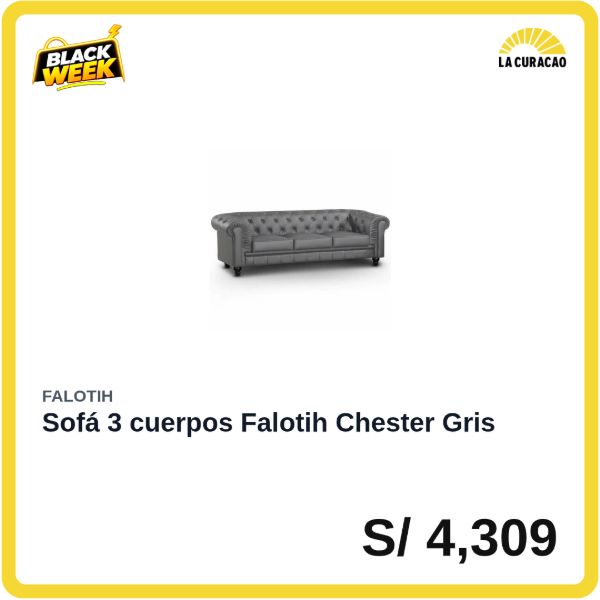 BLACK
WEEK
LA CURACAO
FALOTIH
Sofá 3 cuerpos Falotih Chester Gris
S/ 4,309